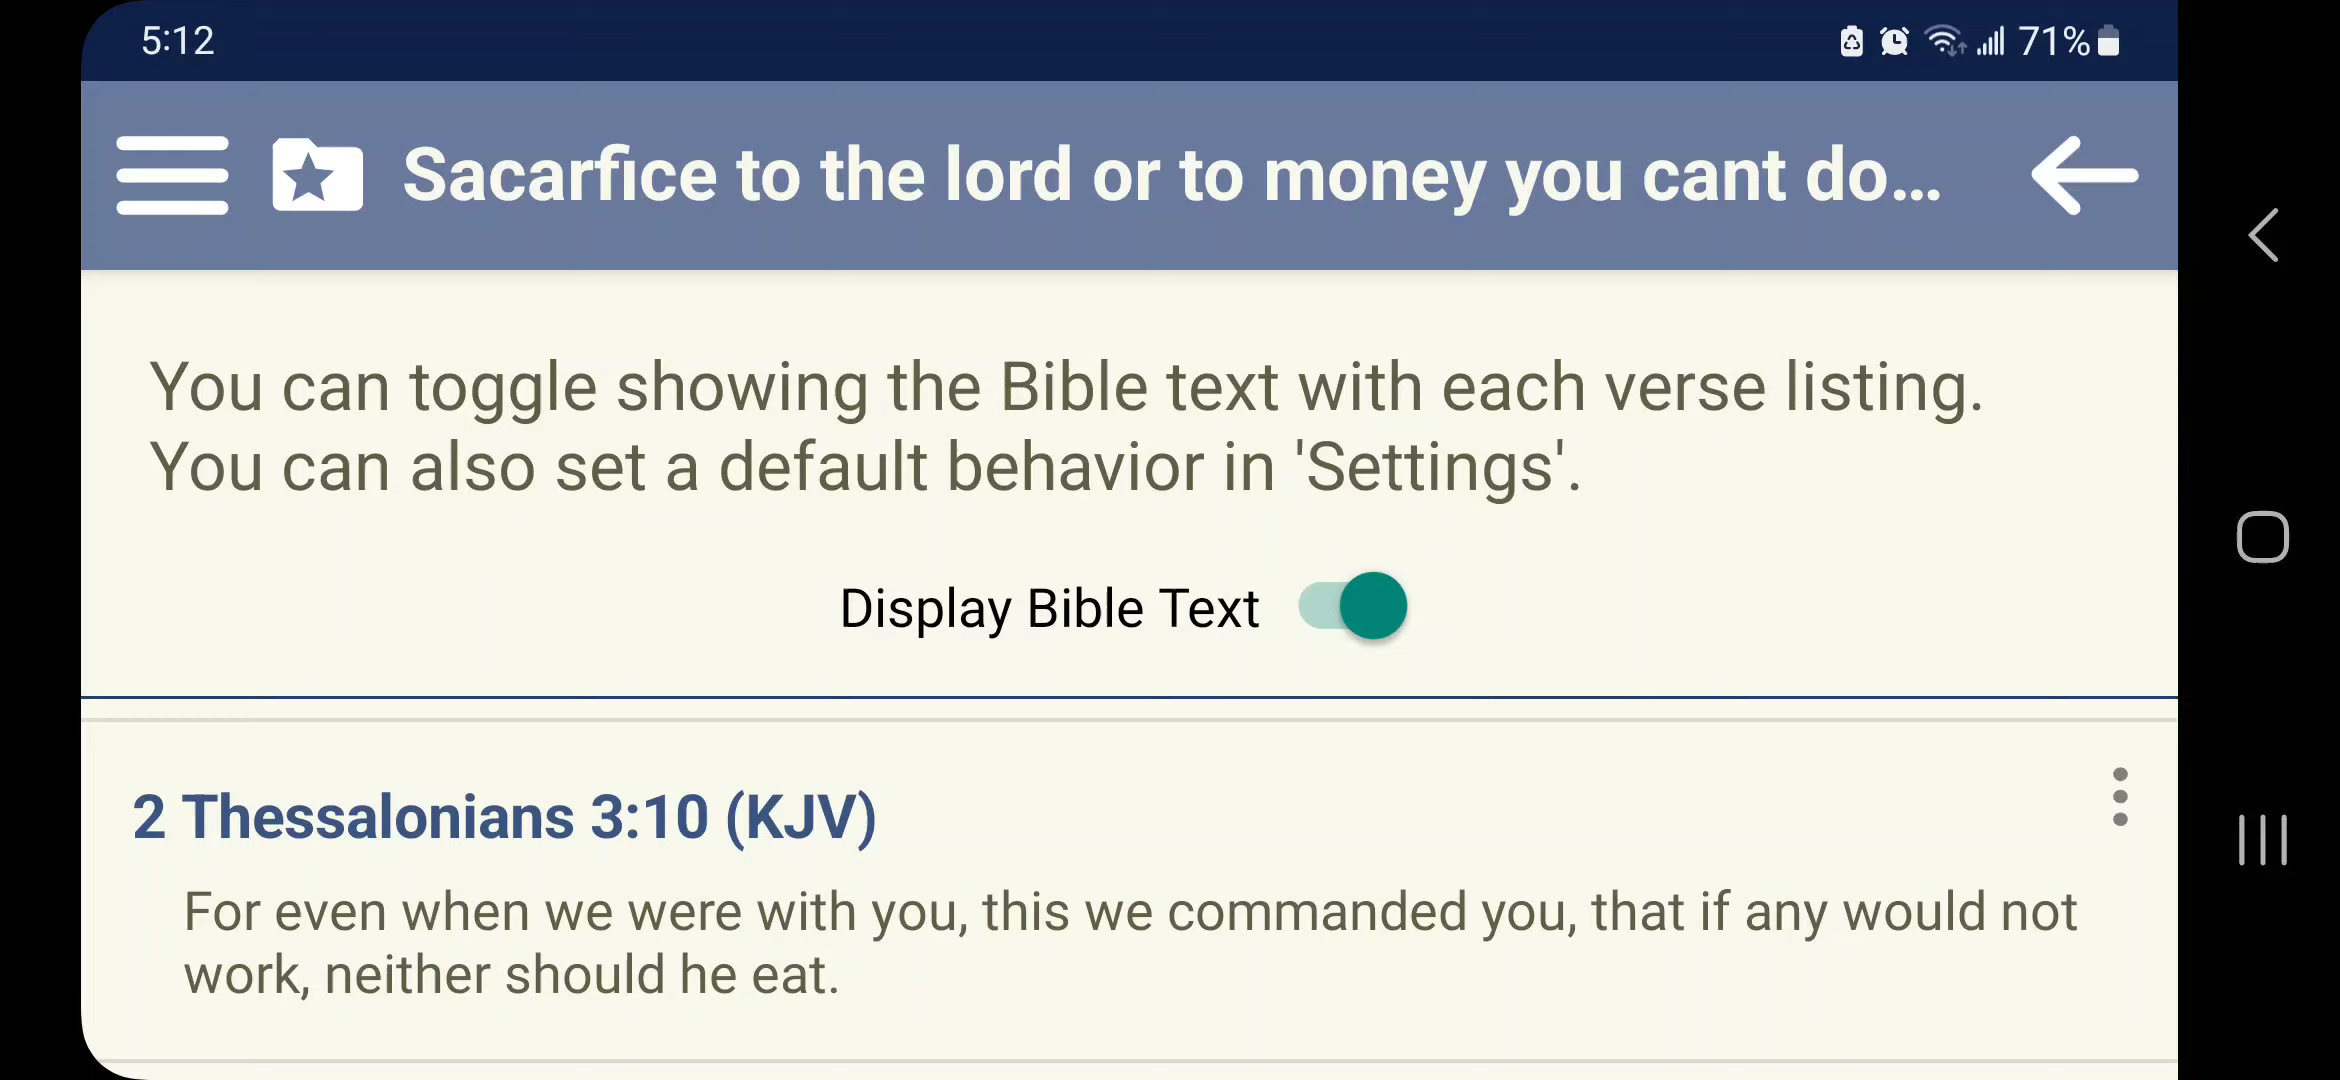 5:12
71%
Sacarfice to the lord or to money you cant do...
You can toggle showing the Bible text with each verse listing.
You can also set a default behavior in 'Settings'.
Display Bible Text
2 Thessalonians 3:10 (KJV)
For even when we were with you, this we commanded you, that if any would not
work, neither should he eat.